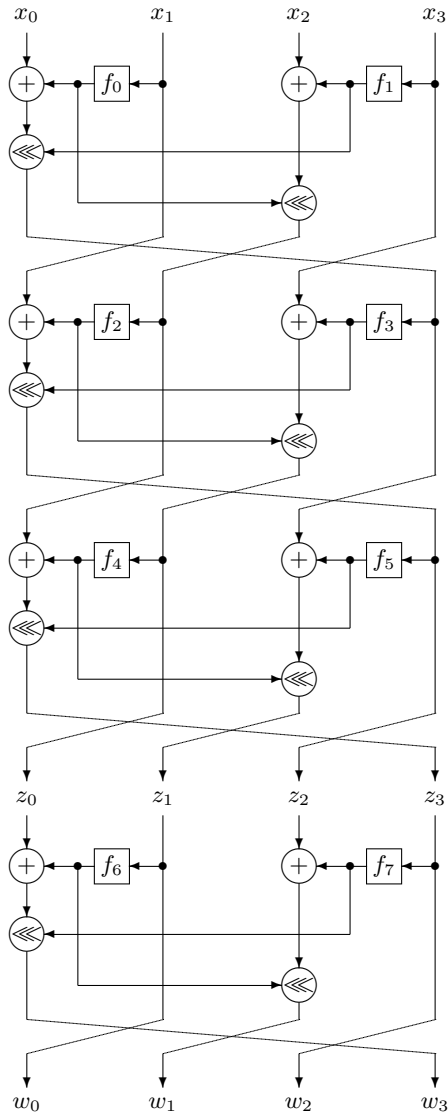 x₀ x₁ x₂ x₃
+ f₀ + f₁
⋘
⋘
+ f₂ + f₃
⋘
⋘
+ f₄ + f₅
⋘
⋘
z₀ z₁ z₂ z₃
+ f₆ + f₇
⋘
⋘
w₀ w₁ w₂ w₃